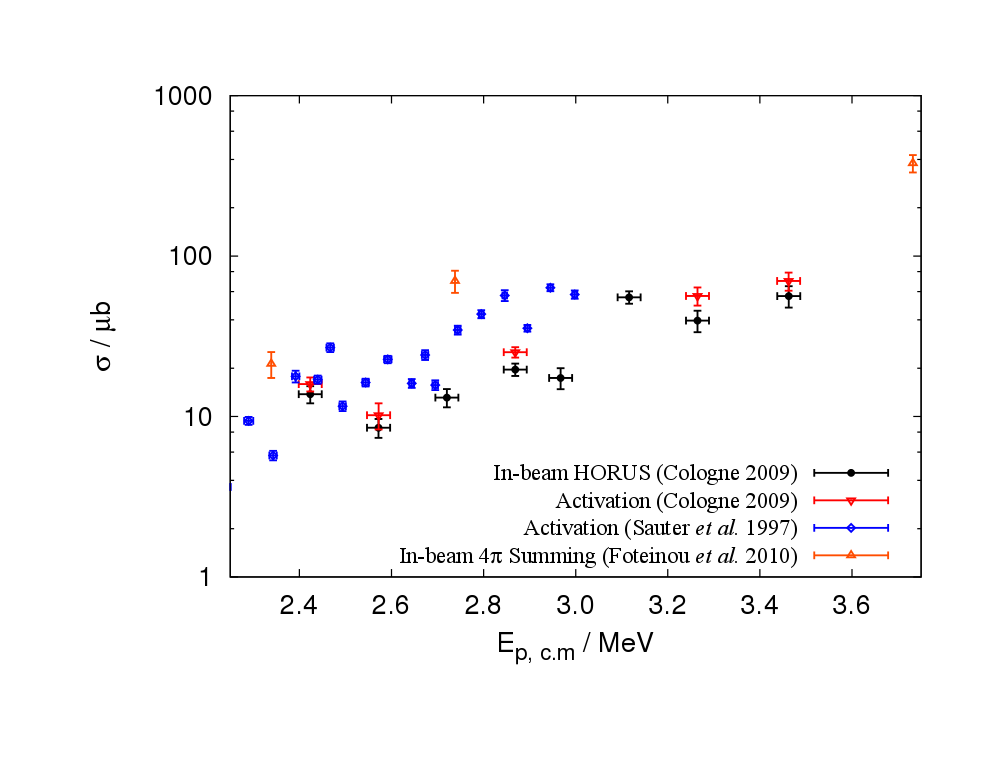 1000
100
10
1
σ / μb
2.4 2.6 2.8 3.0 3.2 3.4 3.6
E_p, c.m / MeV
In-beam HORUS (Cologne 2009)
Activation (Cologne 2009)
Activation (Sauter et al. 1997)
In-beam 4π Summing (Foteinou et al. 2010)